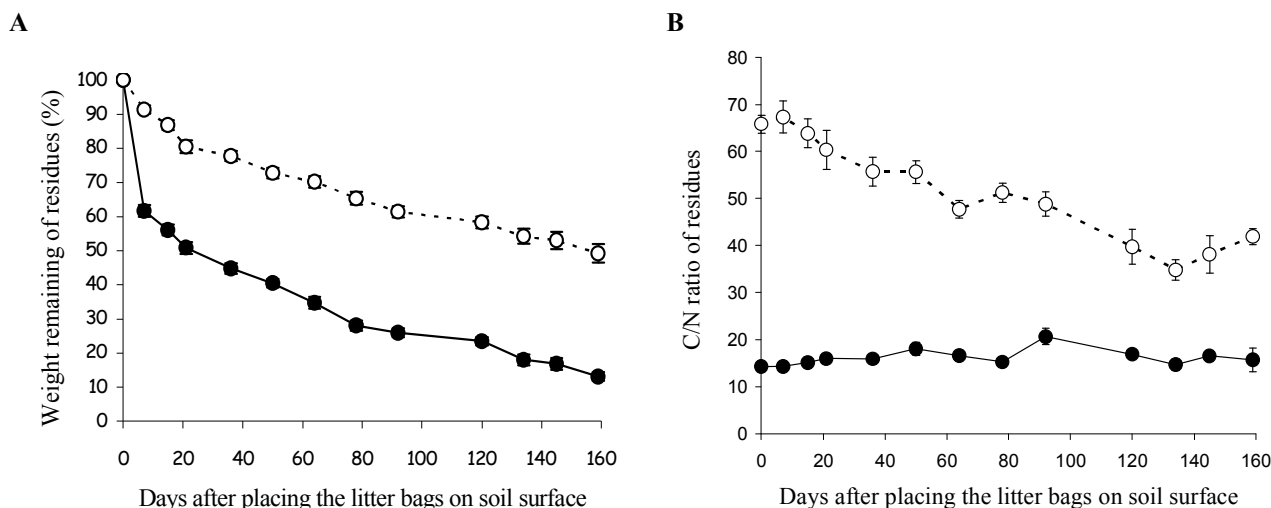 A
Weight remaining of residues (%)
100
90
80
70
60
50
40
30
20
10
0
0 20 40 60 80 100 120 140 160
Days after placing the litter bags on soil surface
B
C/N ratio of residues
80
70
60
50
40
30
20
10
0
0 20 40 60 80 100 120 140 160
Days after placing the litter bags on soil surface